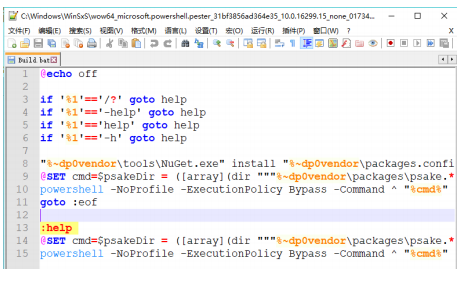 C:\Windows\WinSxS\wow64_microsoft.powershell.pester_31bf3856ad364e35_10.0.16299.15_none_01734...
文件(F) 编辑(E) 搜索(S) 视图(V) 格式(M) 语言(L) 设置(T) 宏(O) 运行(R) 插件(P) 窗口(W) ? X
Build.bat
1 @echo off
2
3 if '%1'=='/?' goto help
4 if '%1'=='-help' goto help
5 if '%1'=='help' goto help
6 if '%1'=='-h' goto help
7
8 "%~dp0vendor\tools\NuGet.exe" install "%~dp0vendor\packages.confi
9 @SET cmd=$psakeDir = ([array](dir """%~dp0vendor\packages\psake.*
10 powershell -NoProfile -ExecutionPolicy Bypass -Command ^ "%cmd%"
11 goto :eof
12
13 :help
14 @SET cmd=$psakeDir = ([array](dir """%~dp0vendor\packages\psake.*
15 powershell -NoProfile -ExecutionPolicy Bypass -Command ^ "%cmd%"